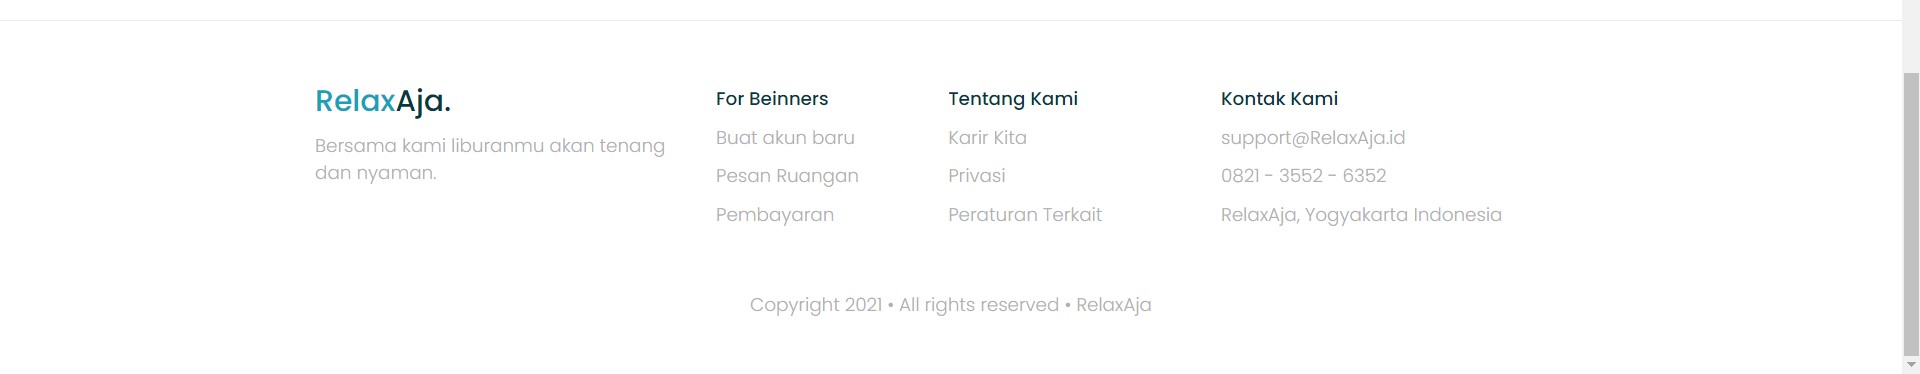 RelaxAja.
Bersama kami liburanmu akan tenang
dan nyaman.
For Beinners
Buat akun baru
Pesan Ruangan
Pembayaran
Tentang Kami
Karir Kita
Privasi
Peraturan Terkait
Kontak Kami
support@RelaxAja.id
0821 - 3552 - 6352
RelaxAja, Yogyakarta Indonesia
Copyright 2021 • All rights reserved • RelaxAja